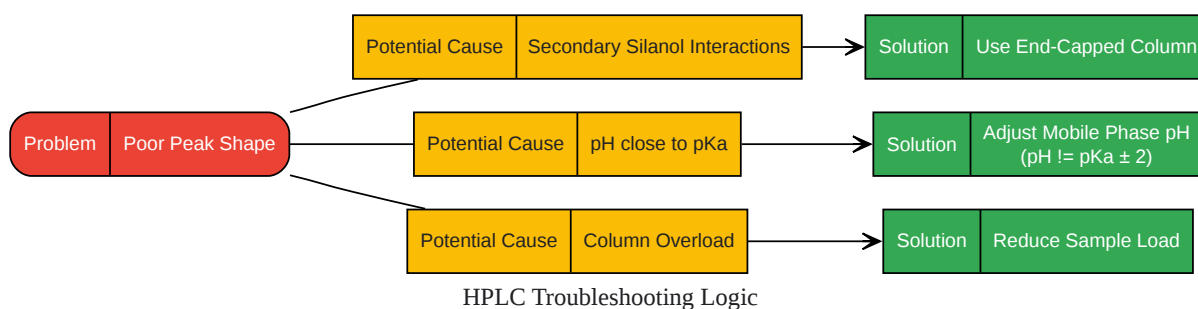 Potential Cause Secondary Silanol Interactions
Solution Use End-Capped Column
Problem Poor Peak Shape
Potential Cause pH close to pKa
Solution Adjust Mobile Phase pH
(pH != pKa ± 2)
Potential Cause Column Overload
Solution Reduce Sample Load
HPLC Troubleshooting Logic